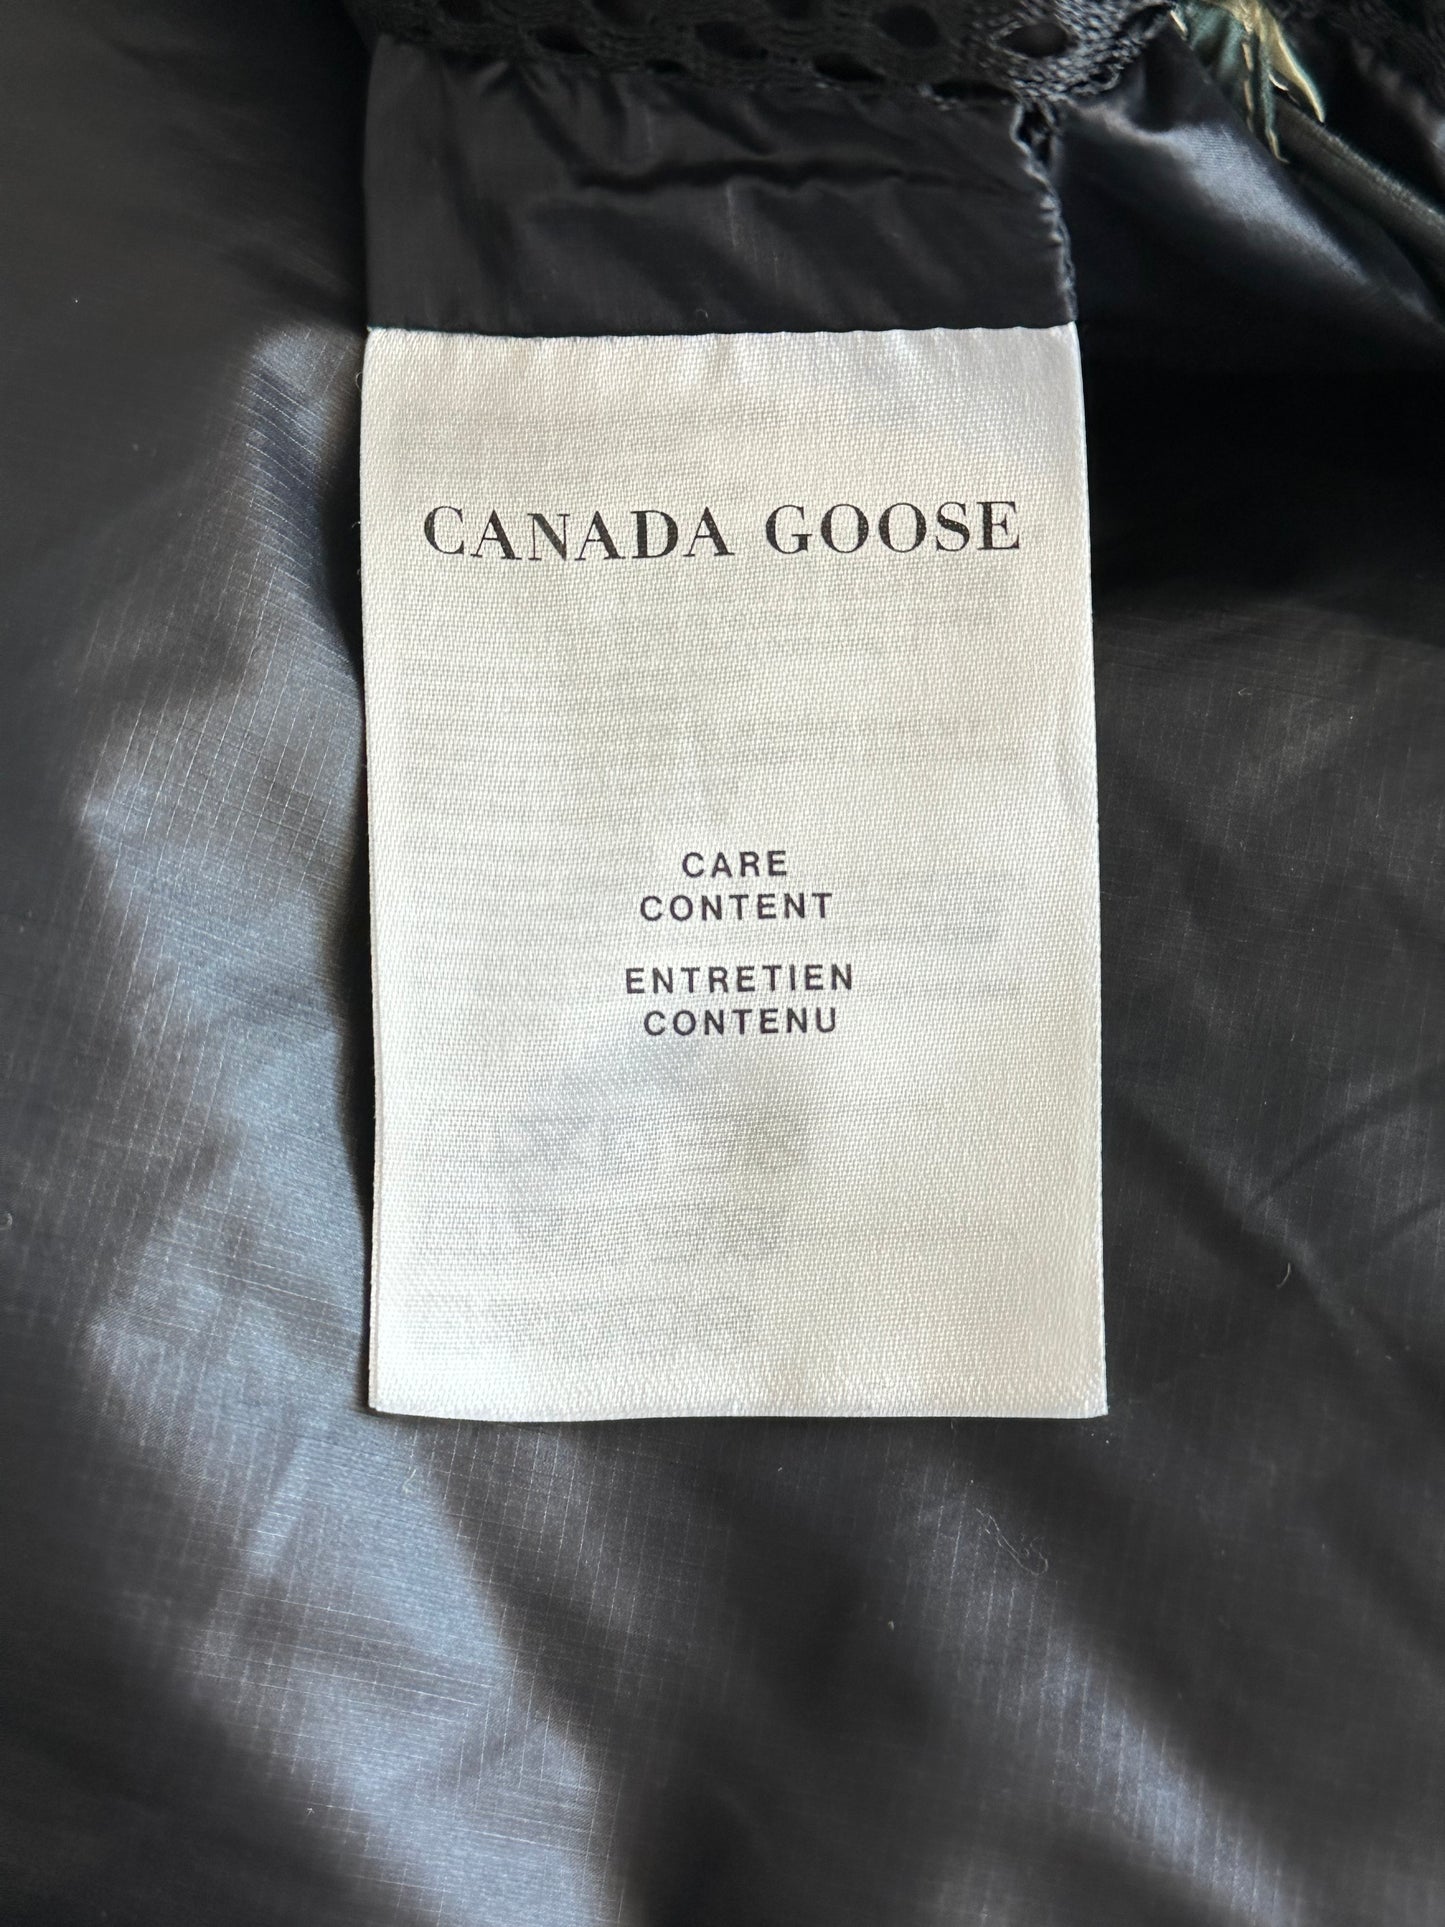 CANADA GOOSE
CARE
CONTENT
ENTRETIEN
CONTENU